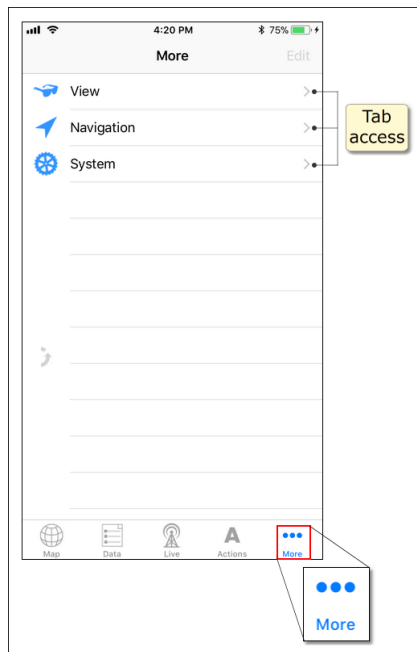 4:20 PM
75%
More
Edit
View
Navigation
System
Tab
access
Map
Data
Live
A
Actions
More
More